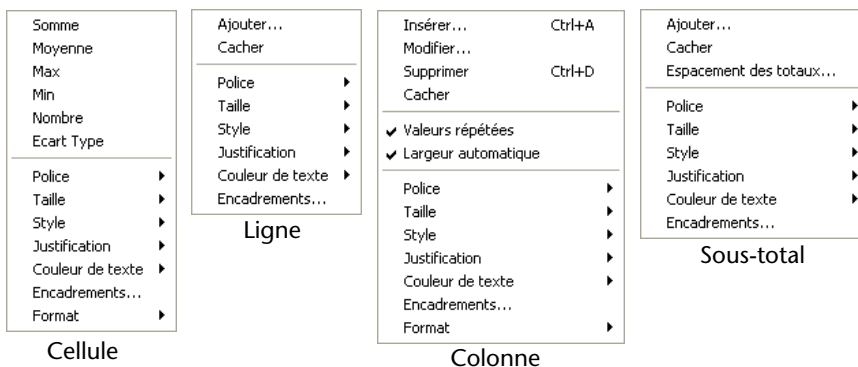 Somme
Moyenne
Max
Min
Nombre
Ecart Type
Police
Taille
Style
Justification
Couleur de texte
Encadrements...
Format
Cellule
Ajouter...
Cacher
Police
Taille
Style
Justification
Couleur de texte
Encadrements...
Ligne
Insérer... Ctrl+A
Modifier...
Supprimer Ctrl+D
Cacher
Valeurs répétées
Largeur automatique
Police
Taille
Style
Justification
Couleur de texte
Encadrements...
Format
Colonne
Ajouter...
Cacher
Espacement des totaux...
Police
Taille
Style
Justification
Couleur de texte
Encadrements...
Sous-total